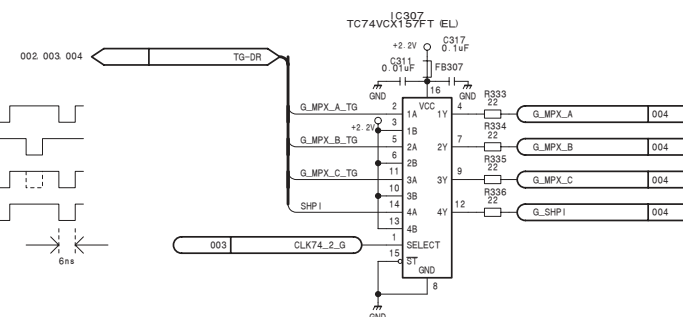 IC307
TC74VCX157FT (EL)
+2.2V
C317
0.1uF
C311
0.01uF
FB307
GND
GND
16
VCC
002.003.004
TG-DR
G_MPX_A_TG
2
1A
1Y
4
R333
22
G_MPX_A
004
+2.2V
3
1B
G_MPX_B_TG
5
2A
2Y
7
R334
22
G_MPX_B
004
6
2B
G_MPX_C_TG
11
3A
3Y
9
R335
22
G_MPX_C
004
10
3B
SHPI
14
4A
4Y
12
R336
22
G_SHPI
004
13
4B
003
CLK74_2_G
1
SELECT
15
ST
GND
8
GND
6ns